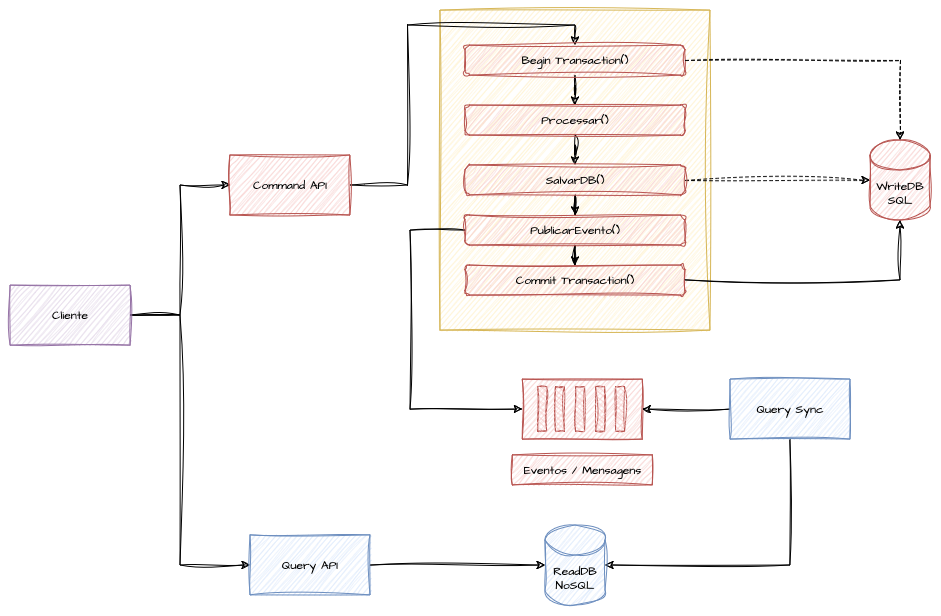 Begin Transaction()
Processar()
Command API
SalvarDB()
WriteDB
SQL
PublicarEvento()
Commit Transaction()
Cliente
Query Sync
Eventos / Mensagens
Query API
ReadDB
NoSQL